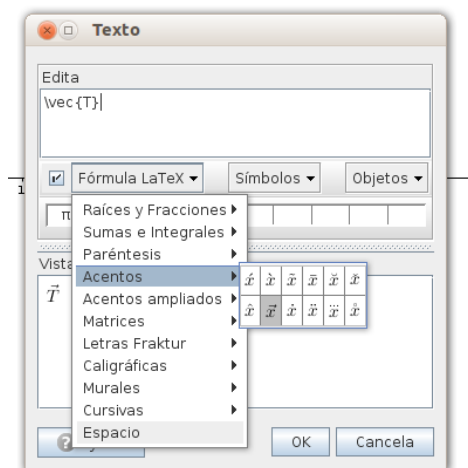 Texto
Edita
\vec{T}
Fórmula LaTeX
Símbolos
Objetos
π
Raíces y Fracciones
Sumas e Integrales
Paréntesis
Vista
Acentos
x́ x̀ x̃ x̄ x̆ x̌
Acentos ampliados
x̂ x⃗ ẋ ẍ x⃛ x̊
T⃗
Matrices
Letras Fraktur
Caligráficas
Murales
Cursivas
Espacio
OK
Cancela